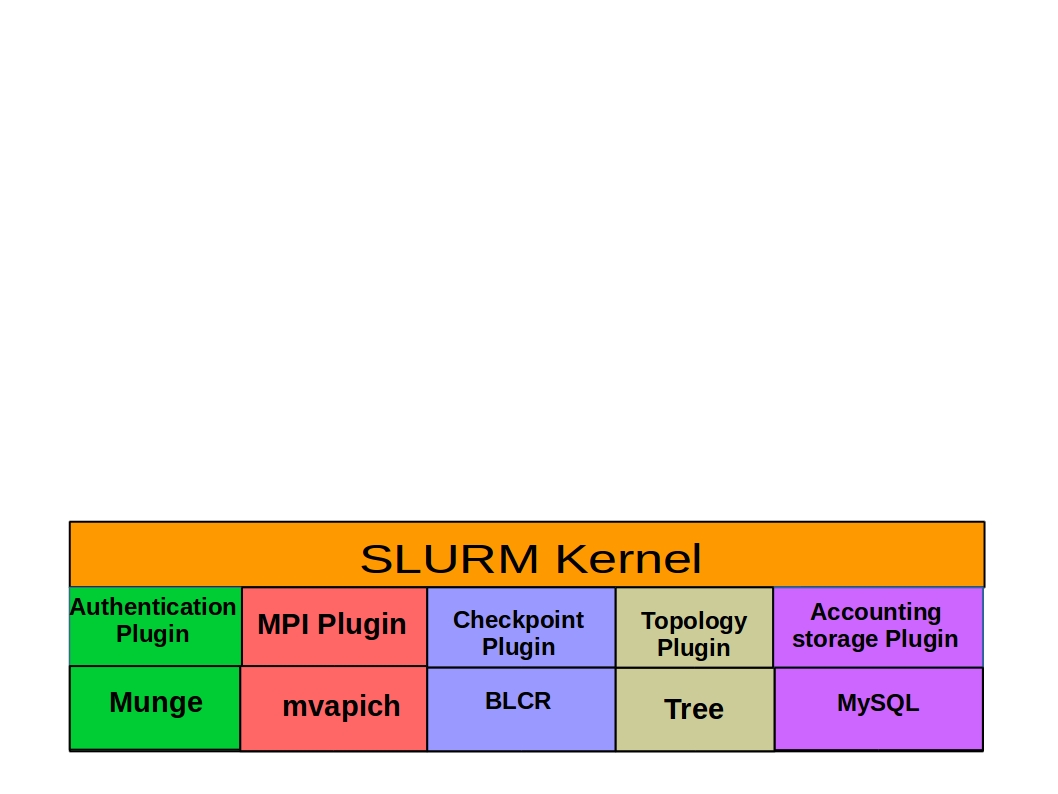 SLURM Kernel
Authentication
Plugin
MPI Plugin
Checkpoint
Plugin
Topology
Plugin
Accounting
storage Plugin
Munge
mvapich
BLCR
Tree
MySQL